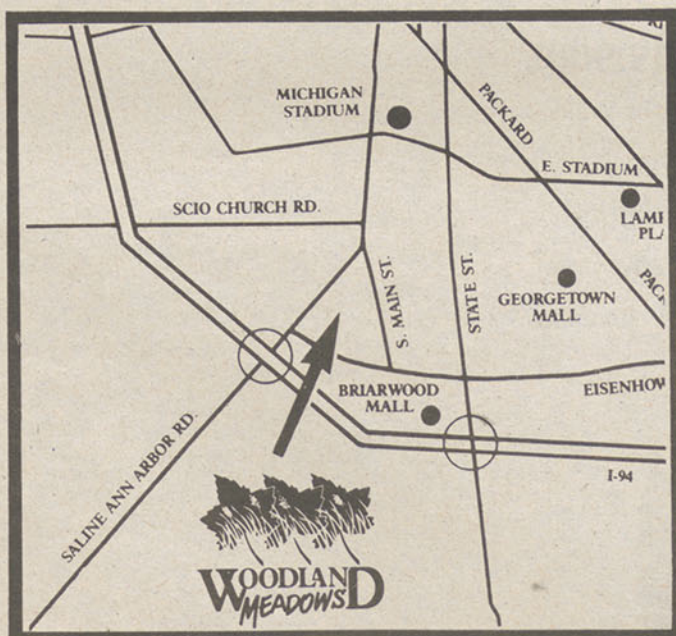 MICHIGAN
STADIUM
PACKARD
E. STADIUM
SCIO CHURCH RD.
S. MAIN ST.
STATE ST.
GEORGETOWN
MALL
BRIARWOOD
MALL
I-94
SALINE ANN ARBOR RD.
WOODLAND
MEADOWS